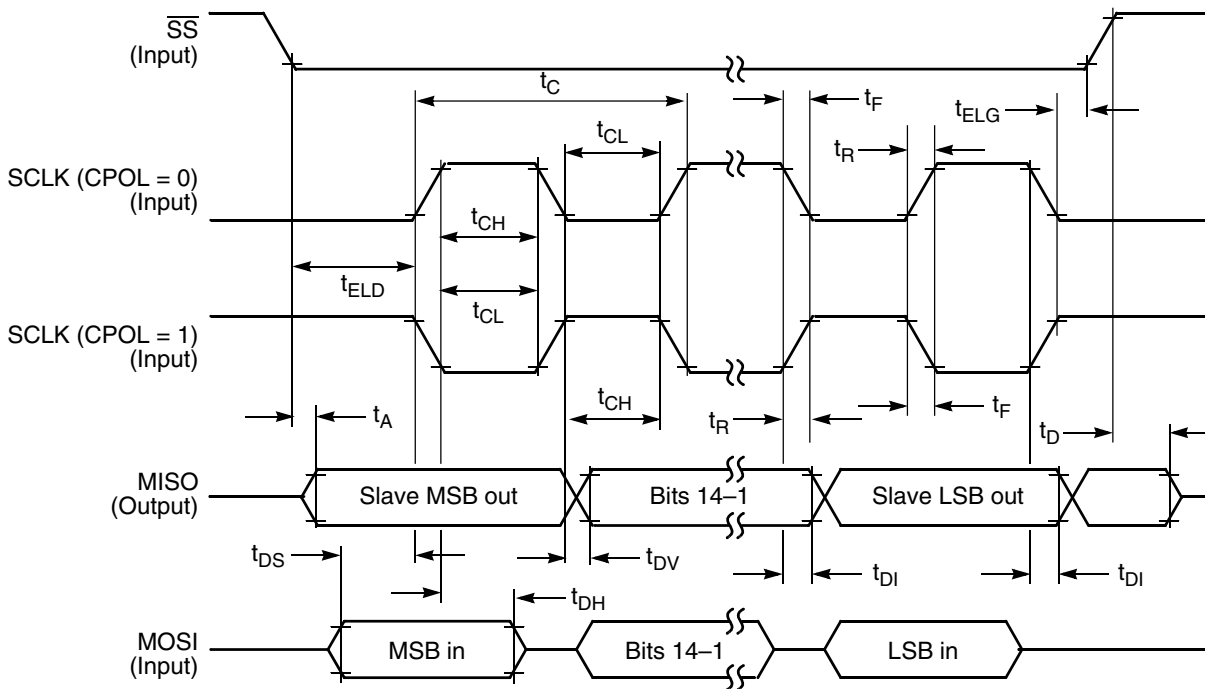 SS
(Input)
tC
tF
tELG
tCL
tR
SCLK (CPOL = 0)
(Input)
tCH
tELD
tCL
SCLK (CPOL = 1)
(Input)
tA
tCH
tR
tF
tD
MISO
(Output)
Slave MSB out
Bits 14–1
Slave LSB out
tDS
tDV
tDI
tDI
tDH
MOSI
(Input)
MSB in
Bits 14–1
LSB in